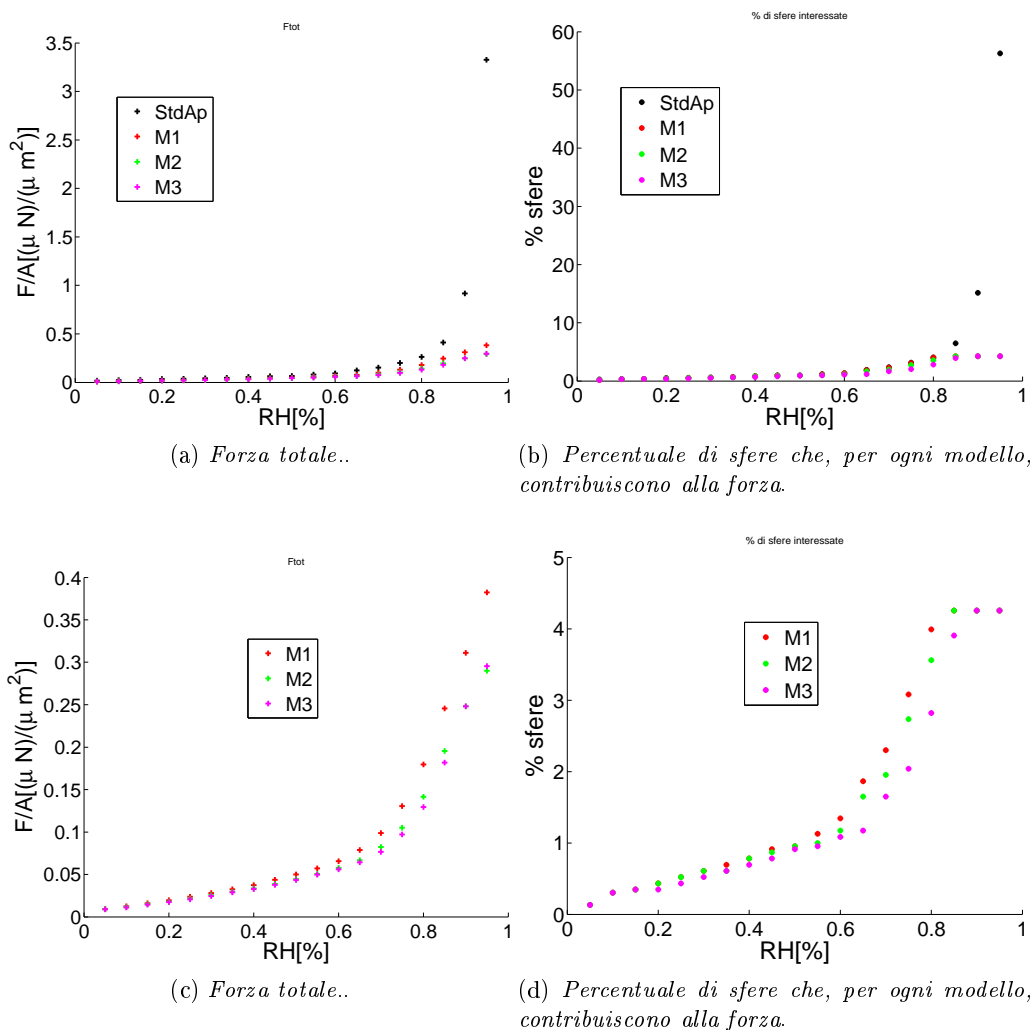 Ftot
3.5
3
2.5
2
1.5
1
0.5
0
F/A[(μ N)/(μ m²)]
StdAp
M1
M2
M3
0 0.2 0.4 0.6 0.8 1
RH[%]
(a) Forza totale..
% di sfere interessate
60
50
40
30
20
10
0
% sfere
StdAp
M1
M2
M3
0 0.2 0.4 0.6 0.8 1
RH[%]
(b) Percentuale di sfere che, per ogni modello,
contribuiscono alla forza.
Ftot
0.4
0.35
0.3
0.25
0.2
0.15
0.1
0.05
0
F/A[(μ N)/(μ m²)]
M1
M2
M3
0 0.2 0.4 0.6 0.8 1
RH[%]
(c) Forza totale..
% di sfere interessate
5
4
3
2
1
0
% sfere
M1
M2
M3
0 0.2 0.4 0.6 0.8 1
RH[%]
(d) Percentuale di sfere che, per ogni modello,
contribuiscono alla forza.